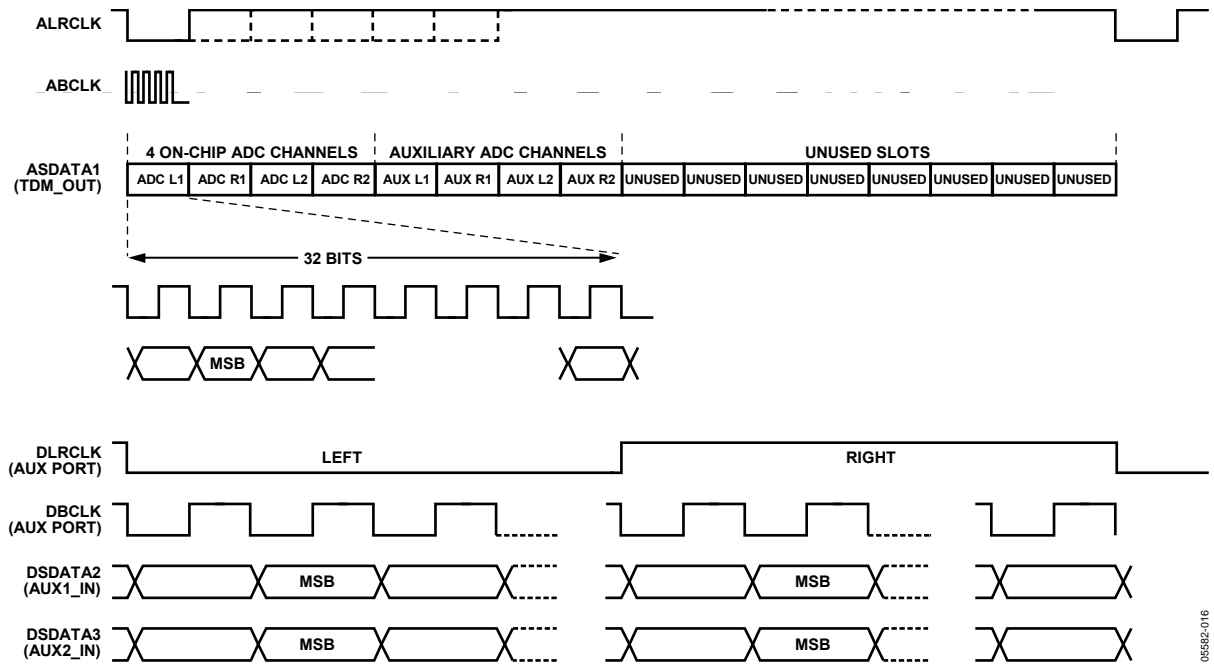 ALRCLK
ABCLK
4 ON-CHIP ADC CHANNELS AUXILIARY ADC CHANNELS UNUSED SLOTS
ASDATA1
(TDM_OUT)
ADC L1 ADC R1 ADC L2 ADC R2 AUX L1 AUX R1 AUX L2 AUX R2 UNUSED UNUSED UNUSED UNUSED UNUSED UNUSED UNUSED UNUSED
32 BITS
MSB
DLRCLK
(AUX PORT)
LEFT RIGHT
DBCLK
(AUX PORT)
DSDATA2
(AUX1_IN)
MSB MSB
DSDATA3
(AUX2_IN)
MSB MSB
05582-016